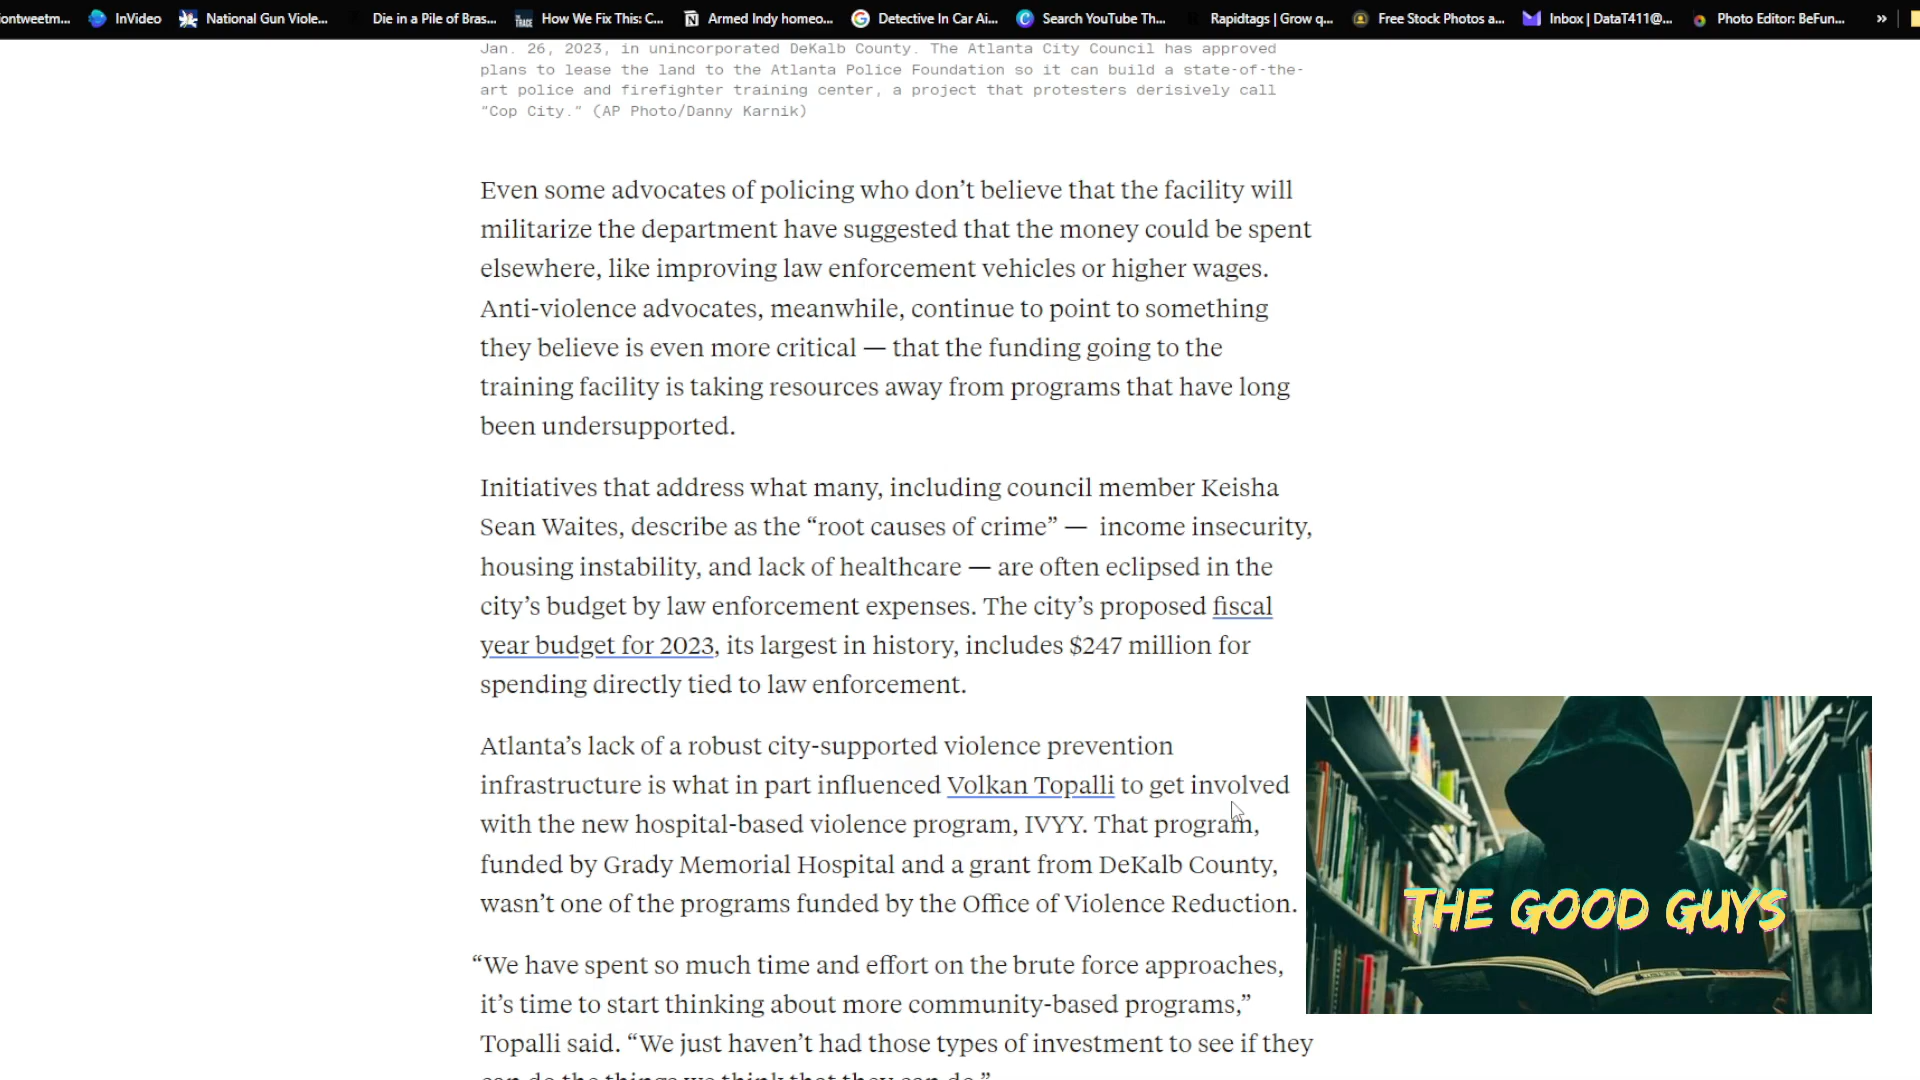 iontweetm... InVideo National Gun Viole... Die in a Pile of Bras... How We Fix This: C... Armed Indy homeo... Detective In Car Ai... Search YouTube Th... Rapidtags | Grow q... Free Stock Photos a... Inbox | DataT411@... Photo Editor: BeFun... »
Jan. 26, 2023, in unincorporated DeKalb County. The Atlanta City Council has approved
plans to lease the land to the Atlanta Police Foundation so it can build a state-of-the-
art police and firefighter training center, a project that protesters derisively call
“Cop City.” (AP Photo/Danny Karnik)
Even some advocates of policing who don’t believe that the facility will
militarize the department have suggested that the money could be spent
elsewhere, like improving law enforcement vehicles or higher wages.
Anti-violence advocates, meanwhile, continue to point to something
they believe is even more critical — that the funding going to the
training facility is taking resources away from programs that have long
been undersupported.
Initiatives that address what many, including council member Keisha
Sean Waites, describe as the “root causes of crime” — income insecurity,
housing instability, and lack of healthcare — are often eclipsed in the
city’s budget by law enforcement expenses. The city’s proposed fiscal
year budget for 2023, its largest in history, includes $247 million for
spending directly tied to law enforcement.
Atlanta’s lack of a robust city-supported violence prevention
infrastructure is what in part influenced Volkan Topalli to get involved
with the new hospital-based violence program, IVYY. That program,
funded by Grady Memorial Hospital and a grant from DeKalb County,
wasn’t one of the programs funded by the Office of Violence Reduction.
“We have spent so much time and effort on the brute force approaches,
it’s time to start thinking about more community-based programs,”
Topalli said. “We just haven’t had those types of investment to see if they
can do the things we think that they can do.”
THE GOOD GUYS